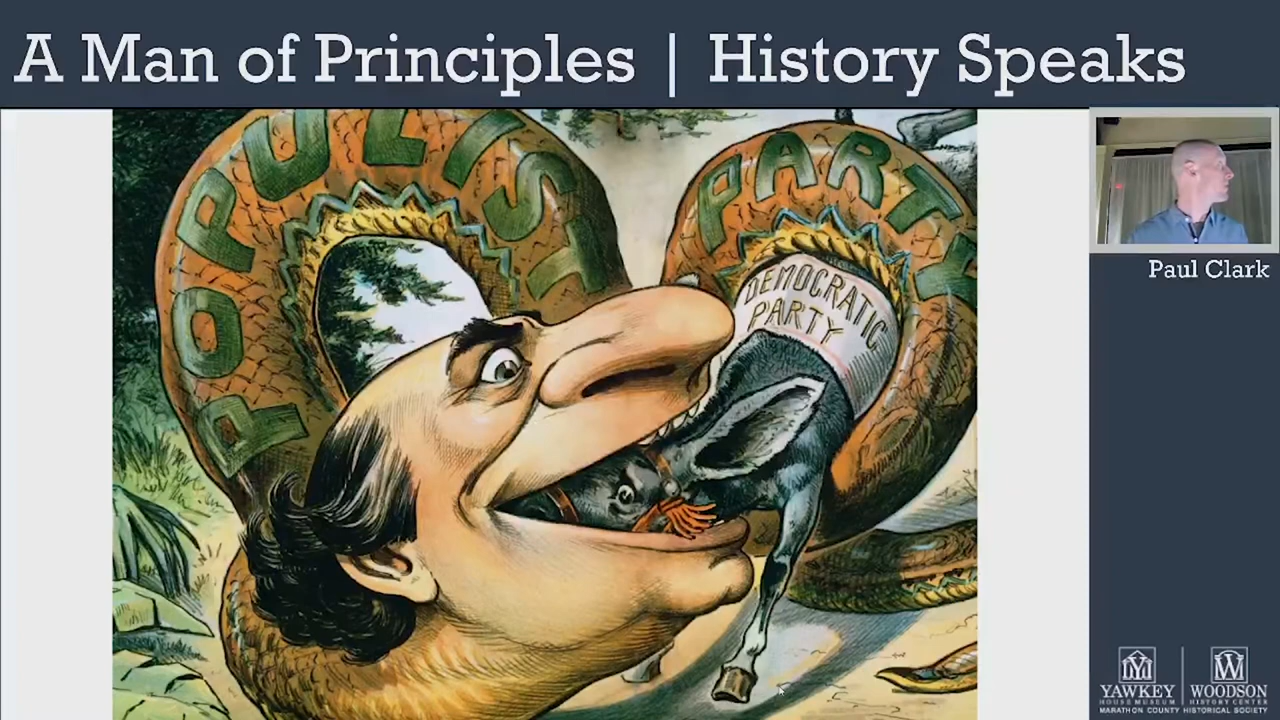 A Man of Principles | History Speaks
POPULIST PARTY
DEMOCRATIC
PARTY
Paul Clark
YAWKEY
HOUSE MUSEUM
WOODSON
HISTORY CENTER
MARATHON COUNTY HISTORICAL SOCIETY